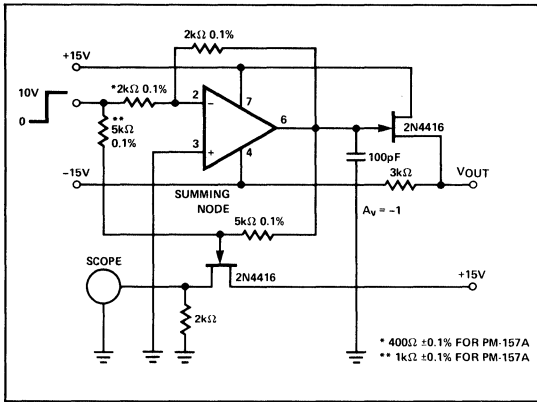 2kΩ 0.1%
+15V
10V
0
*2kΩ 0.1%
**
5kΩ
0.1%
2
−
7
6
3
+
4
2N4416
100pF
3kΩ
VOUT
−15V
SUMMING
NODE
AV = −1
5kΩ 0.1%
SCOPE
2N4416
+15V
2kΩ
* 400Ω ±0.1% FOR PM-157A
** 1kΩ ±0.1% FOR PM-157A